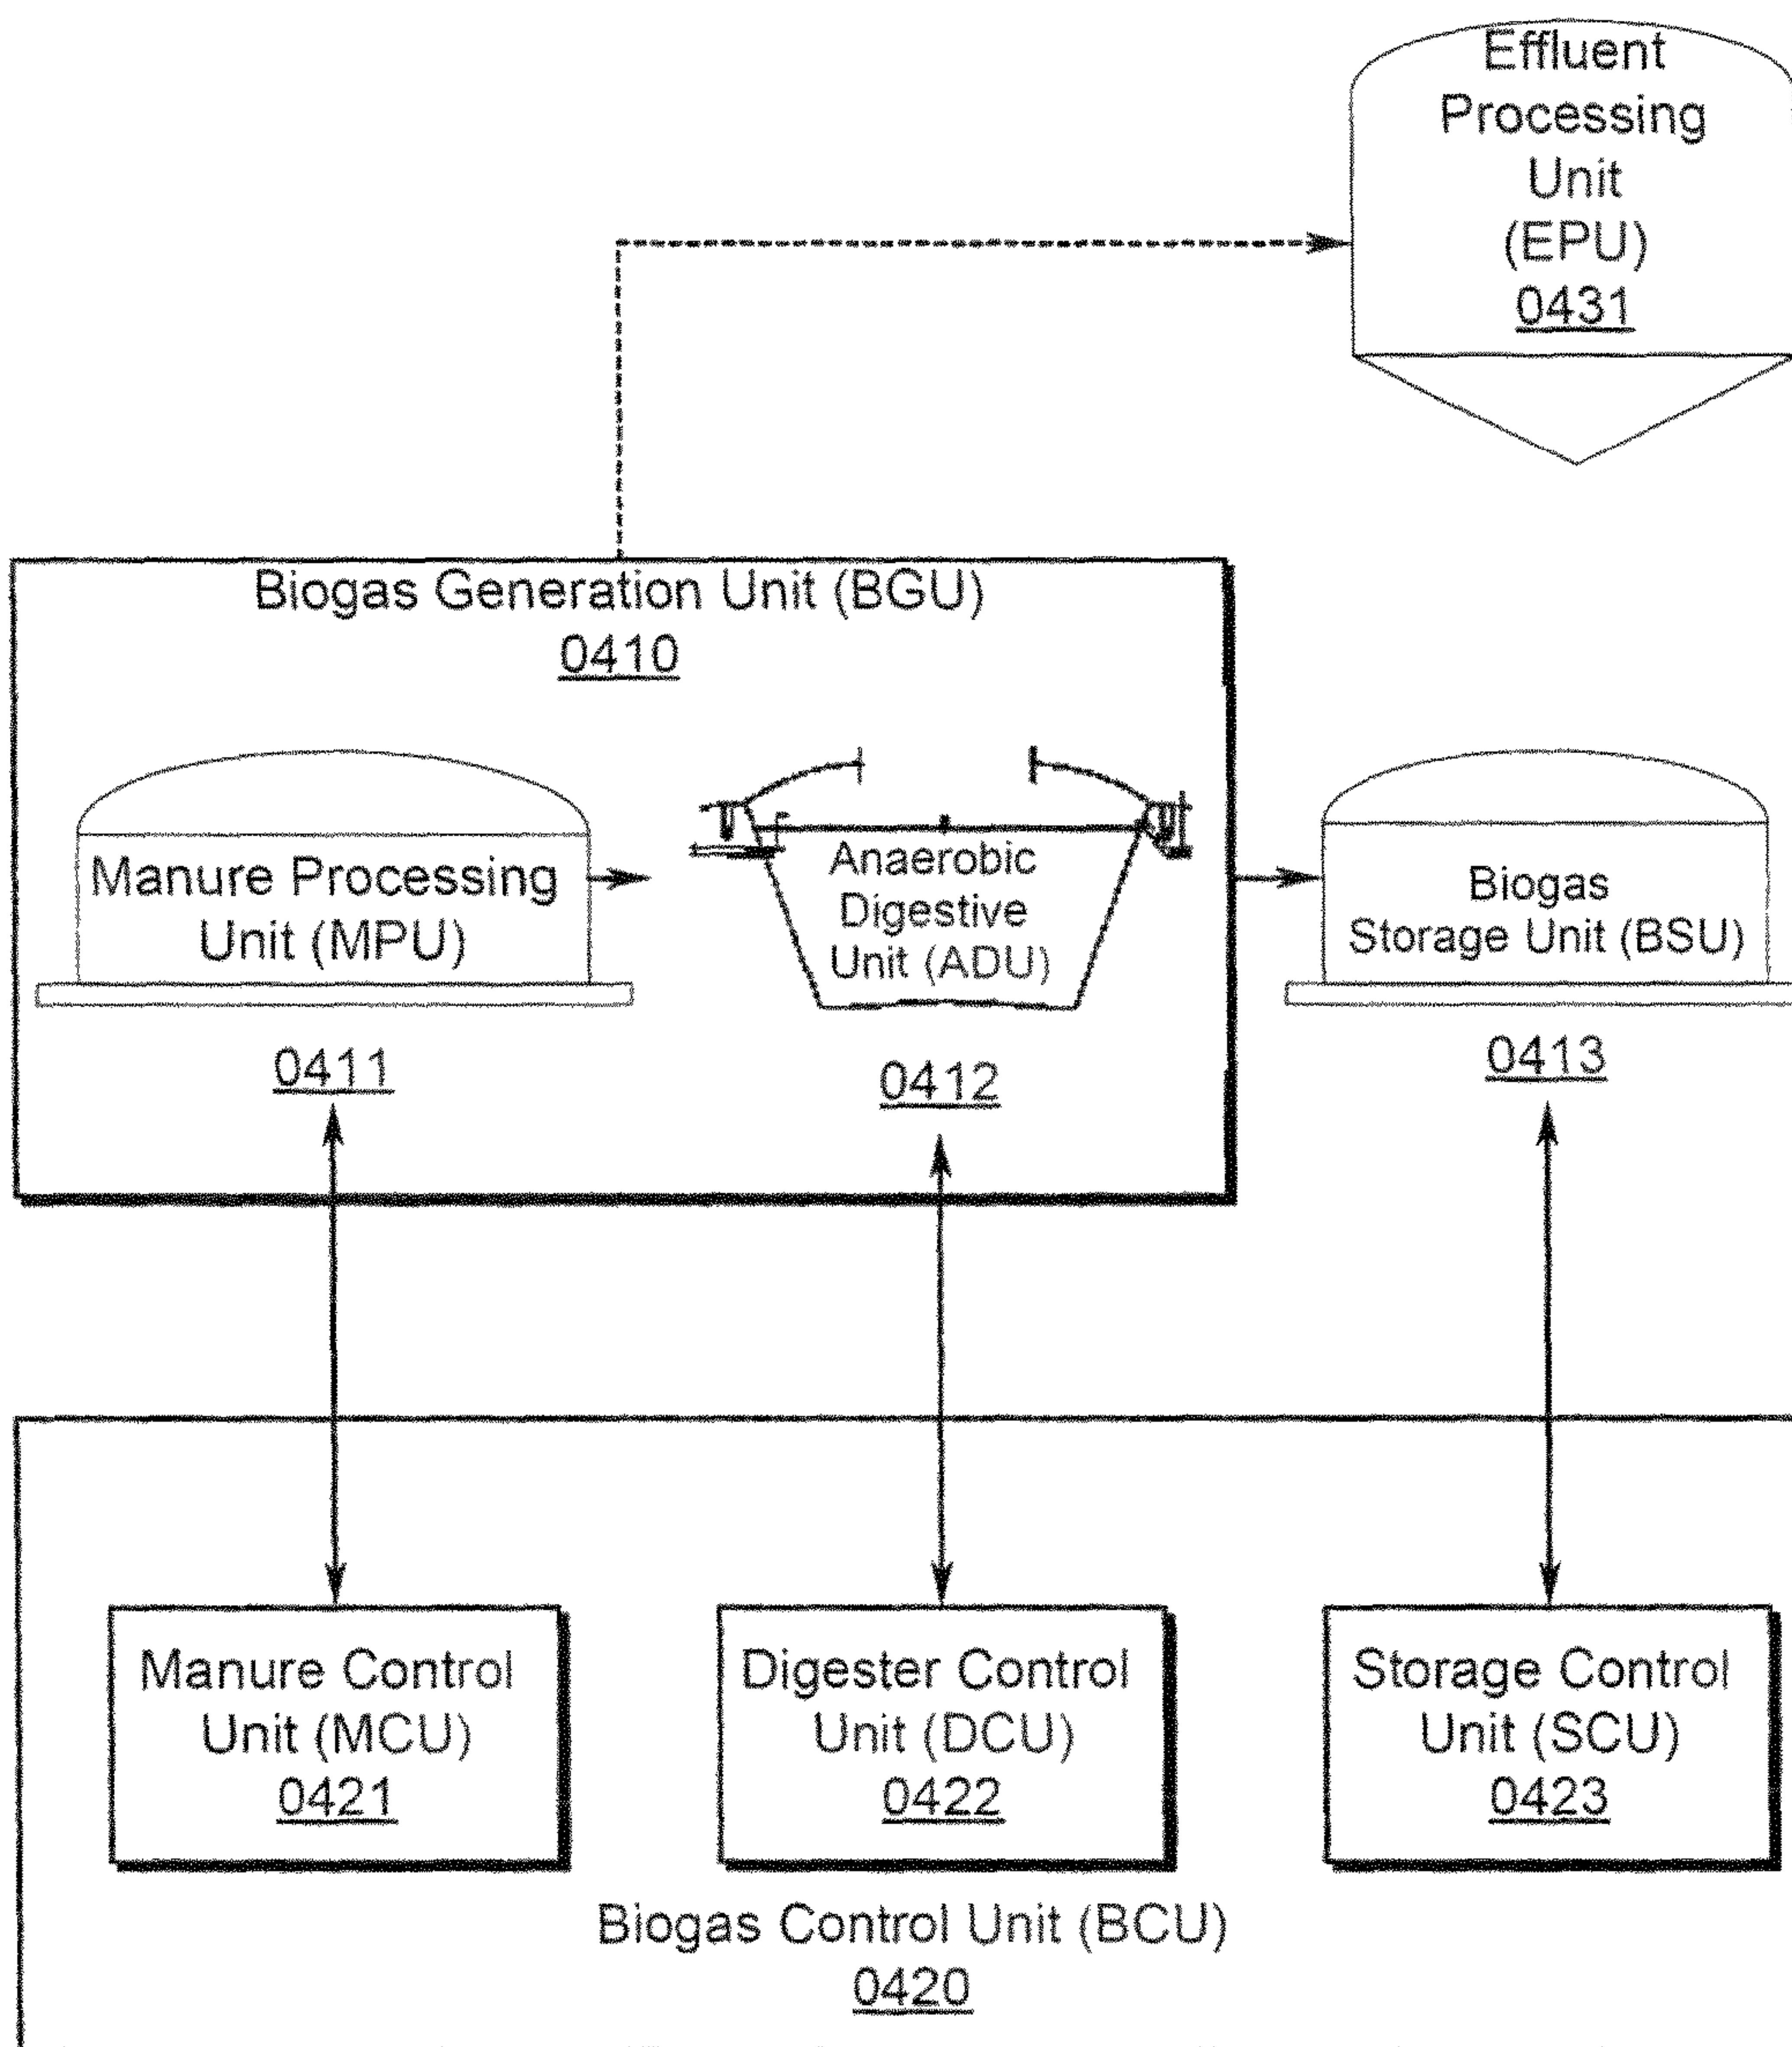 Effluent
Processing
Unit
(EPU)
0431
Biogas Generation Unit (BGU)
0410
Manure Processing
Unit (MPU)
0411
Anaerobic
Digestive
Unit (ADU)
0412
Biogas
Storage Unit (BSU)
0413
Manure Control
Unit (MCU)
0421
Digester Control
Unit (DCU)
0422
Storage Control
Unit (SCU)
0423
Biogas Control Unit (BCU)
0420